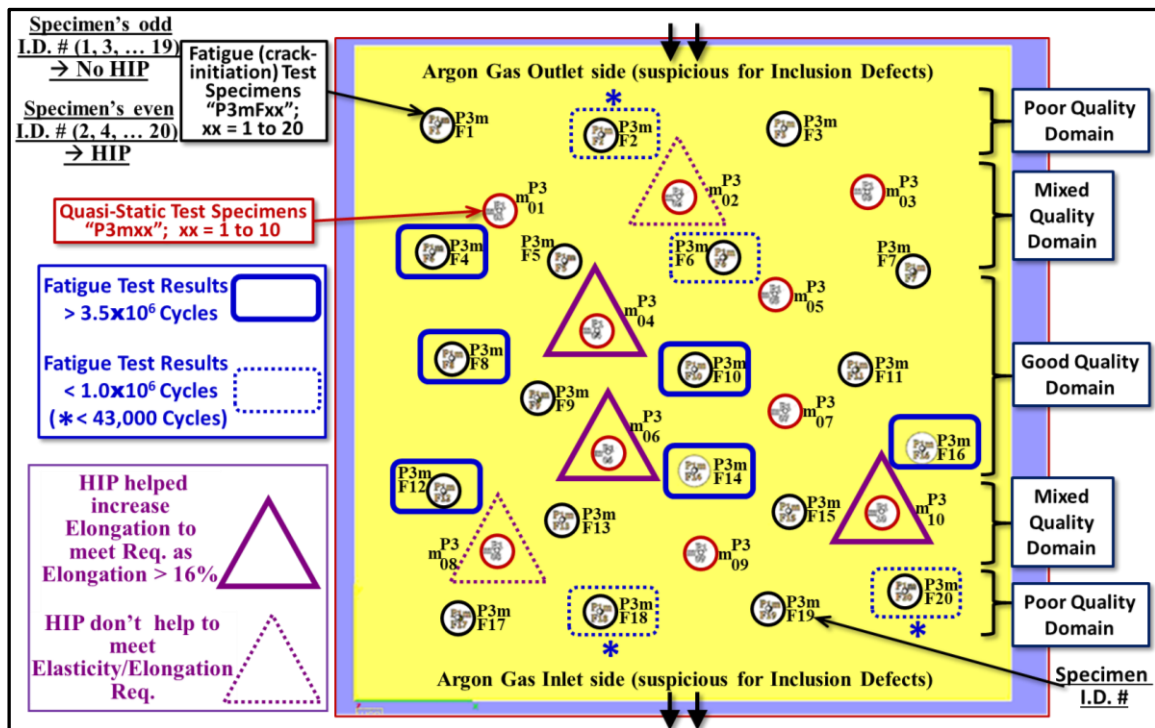 Specimen's odd
I.D. # (1, 3, … 19)
→ No HIP
Specimen's even
I.D. # (2, 4, … 20)
→ HIP
Fatigue (crack-
initiation) Test
Specimens
"P3mFxx";
xx = 1 to 20
Quasi-Static Test Specimens
"P3mxx"; xx = 1 to 10
Fatigue Test Results
> 3.5x10⁶ Cycles
Fatigue Test Results
< 1.0x10⁶ Cycles
(*< 43,000 Cycles)
HIP helped
increase
Elongation to
meet Req. as
Elongation > 16%
HIP don't help to
meet
Elasticity/Elongation
Req.
Argon Gas Outlet side (suspicious for Inclusion Defects)
*
P3m
F1
P3m
F2
P3m
F3
m P3
01
m P3
02
m P3
03
P3m
F4
P3m
F5
P3m
F6
P3m
F7
m P3
04
m P3
05
P3m
F8
P3m
F10
P3m
F11
P3m
F9
m P3
06
m P3
07
P3m
F12
P3m
F14
P3m
F16
P3m
F13
P3m
F15
m P3
10
m P3
08
m P3
09
P3m
F17
P3m
F18
P3m
F19
P3m
F20
*
*
Argon Gas Inlet side (suspicious for Inclusion Defects)
Poor Quality
Domain
Mixed
Quality
Domain
Good Quality
Domain
Mixed
Quality
Domain
Poor Quality
Domain
Specimen
I.D. #